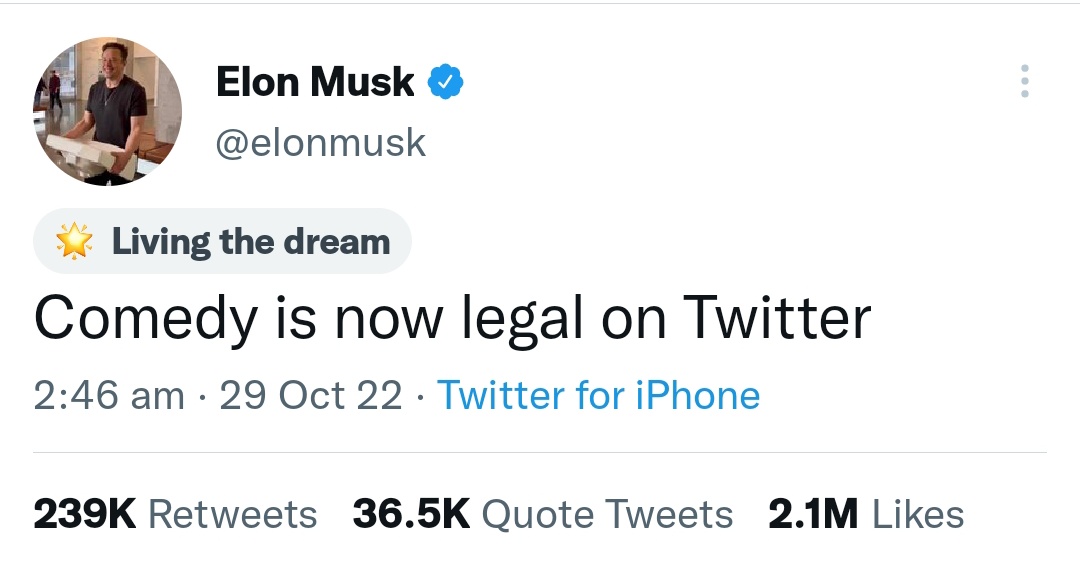 Elon Musk
@elonmusk
🌟 Living the dream
Comedy is now legal on Twitter
2:46 am · 29 Oct 22 · Twitter for iPhone
239K Retweets 36.5K Quote Tweets 2.1M Likes